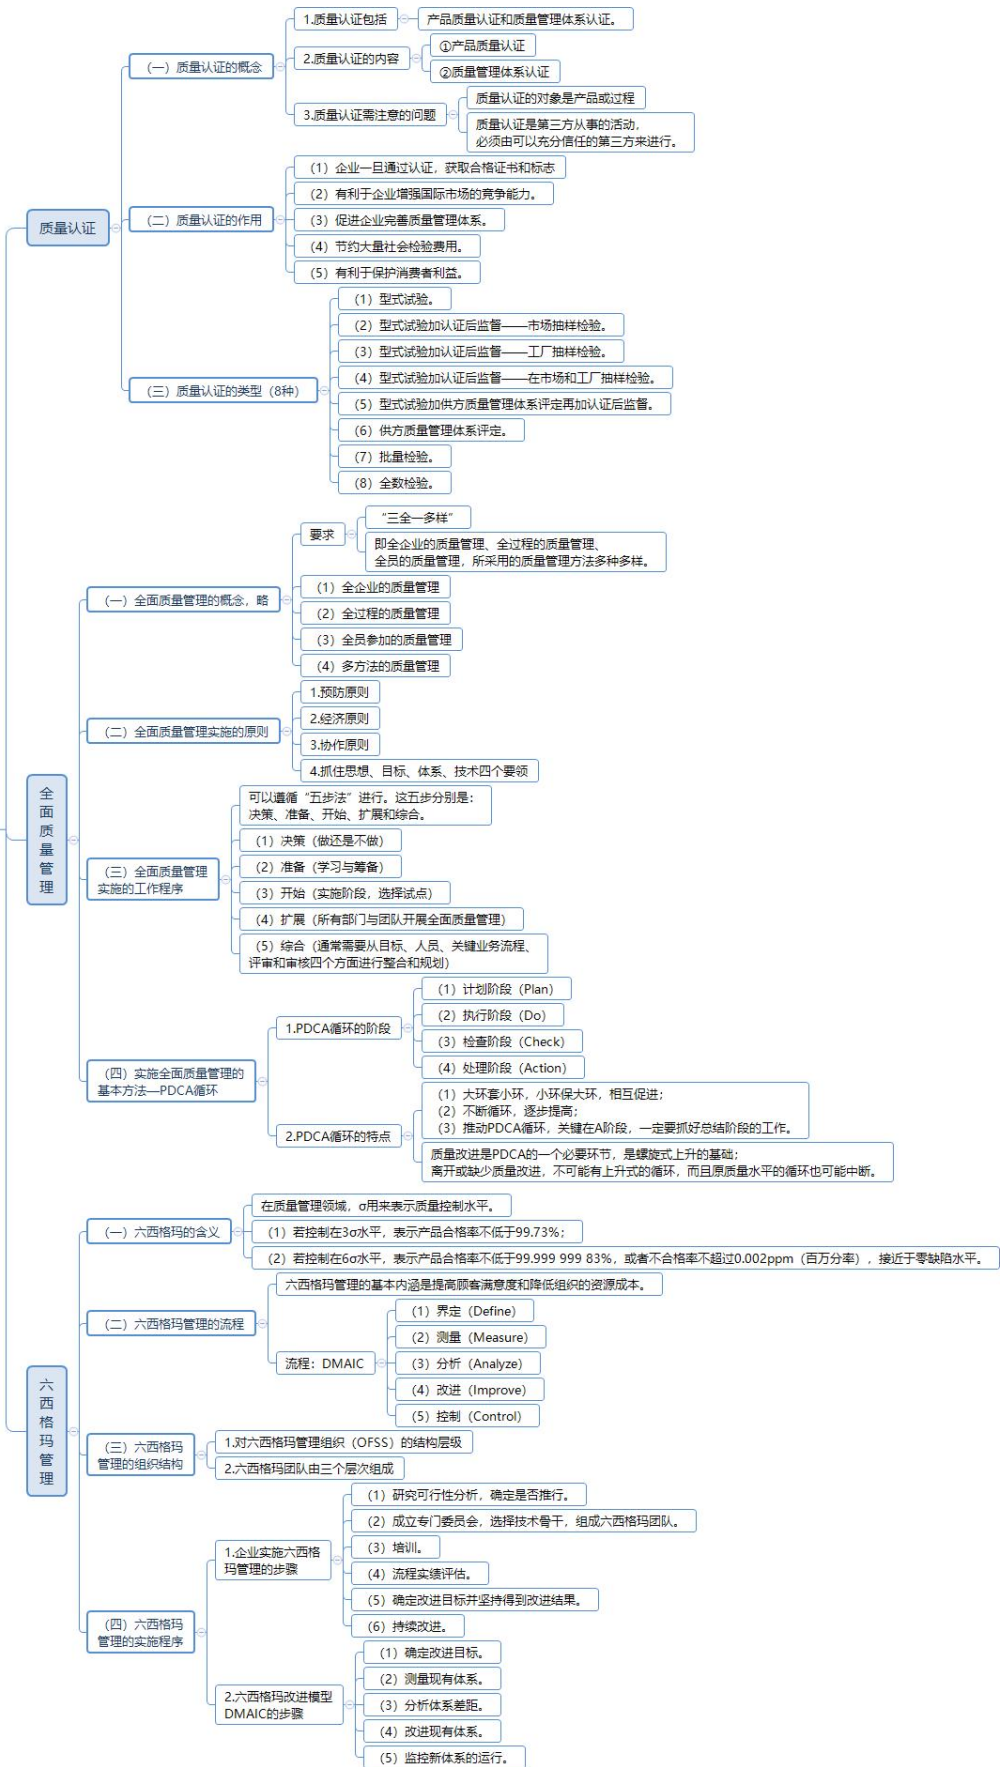 质量认证
（一）质量认证的概念
1.质量认证包括
产品质量认证和质量管理体系认证。
2.质量认证的内容
①产品质量认证
②质量管理体系认证
3.质量认证需注意的问题
质量认证的对象是产品或过程
质量认证是第三方从事的活动，
必须由可以充分信任的第三方来进行。
（二）质量认证的作用
（1）企业一旦通过认证，获取合格证书和标志
（2）有利于企业增强国际市场的竞争能力。
（3）促进企业完善质量管理体系。
（4）节约大量社会检验费用。
（5）有利于保护消费者利益。
（三）质量认证的类型（8种）
（1）型式试验。
（2）型式试验加认证后监督——市场抽样检验。
（3）型式试验加认证后监督——工厂抽样检验。
（4）型式试验加认证后监督——在市场和工厂抽样检验。
（5）型式试验加供方质量管理体系评定再加认证后监督。
（6）供方质量管理体系评定。
（7）批量检验。
（8）全数检验。
全面质量管理
（一）全面质量管理的概念，略
要求
“三全一多样”
即全企业的质量管理、全过程的质量管理、
全员的质量管理，所采用的质量管理方法多种多样。
（1）全企业的质量管理
（2）全过程的质量管理
（3）全员参加的质量管理
（4）多方法的质量管理
（二）全面质量管理实施的原则
1.预防原则
2.经济原则
3.协作原则
4.抓住思想、目标、体系、技术四个要领
（三）全面质量管理
实施的工作程序
可以遵循“五步法”进行。这五步分别是：
决策、准备、开始、扩展和综合。
（1）决策（做还是不做）
（2）准备（学习与筹备）
（3）开始（实施阶段，选择试点）
（4）扩展（所有部门与团队开展全面质量管理）
（5）综合（通常需要从目标、人员、关键业务流程、
评审和审核四个方面进行整合和规划）
（四）实施全面质量管理的
基本方法—PDCA循环
1.PDCA循环的阶段
（1）计划阶段（Plan）
（2）执行阶段（Do）
（3）检查阶段（Check）
（4）处理阶段（Action）
2.PDCA循环的特点
（1）大环套小环，小环保大环，相互促进；
（2）不断循环，逐步提高；
（3）推动PDCA循环，关键在A阶段，一定要抓好总结阶段的工作。
质量改进是PDCA的一个必要环节，是螺旋式上升的基础；
离开或缺少质量改进，不可能有上升式的循环，而且原质量水平的循环也可能中断。
六西格玛管理
（一）六西格玛的含义
在质量管理领域，σ用来表示质量控制水平。
（1）若控制在3σ水平，表示产品合格率不低于99.73%；
（2）若控制在6σ水平，表示产品合格率不低于99.999 999 83%，或者不合格率不超过0.002ppm（百万分率），接近于零缺陷水平。
（二）六西格玛管理的流程
六西格玛管理的基本内涵是提高顾客满意度和降低组织的资源成本。
流程：DMAIC
（1）界定（Define）
（2）测量（Measure）
（3）分析（Analyze）
（4）改进（Improve）
（5）控制（Control）
（三）六西格玛
管理的组织结构
1.对六西格玛管理组织（OFSS）的结构层级
2.六西格玛团队由三个层次组成
（四）六西格玛
管理的实施程序
1.企业实施六西格
玛管理的步骤
（1）研究可行性分析，确定是否推行。
（2）成立专门委员会，选择技术骨干，组成六西格玛团队。
（3）培训。
（4）流程实绩评估。
（5）确定改进目标并坚持得到改进结果。
（6）持续改进。
2.六西格玛改进模型
DMAIC的步骤
（1）确定改进目标。
（2）测量现有体系。
（3）分析体系差距。
（4）改进现有体系。
（5）监控新体系的运行。